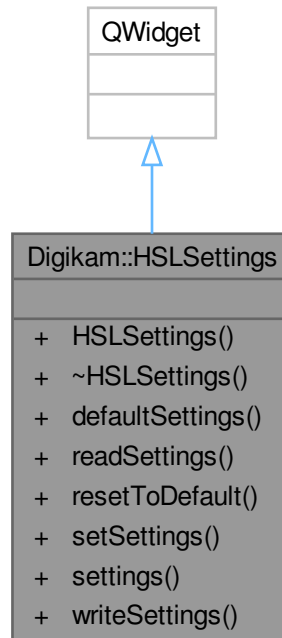 QWidget
Digikam::HSLSettings
+ HSLSettings()
+ ~HSLSettings()
+ defaultSettings()
+ readSettings()
+ resetToDefault()
+ setSettings()
+ settings()
+ writeSettings()